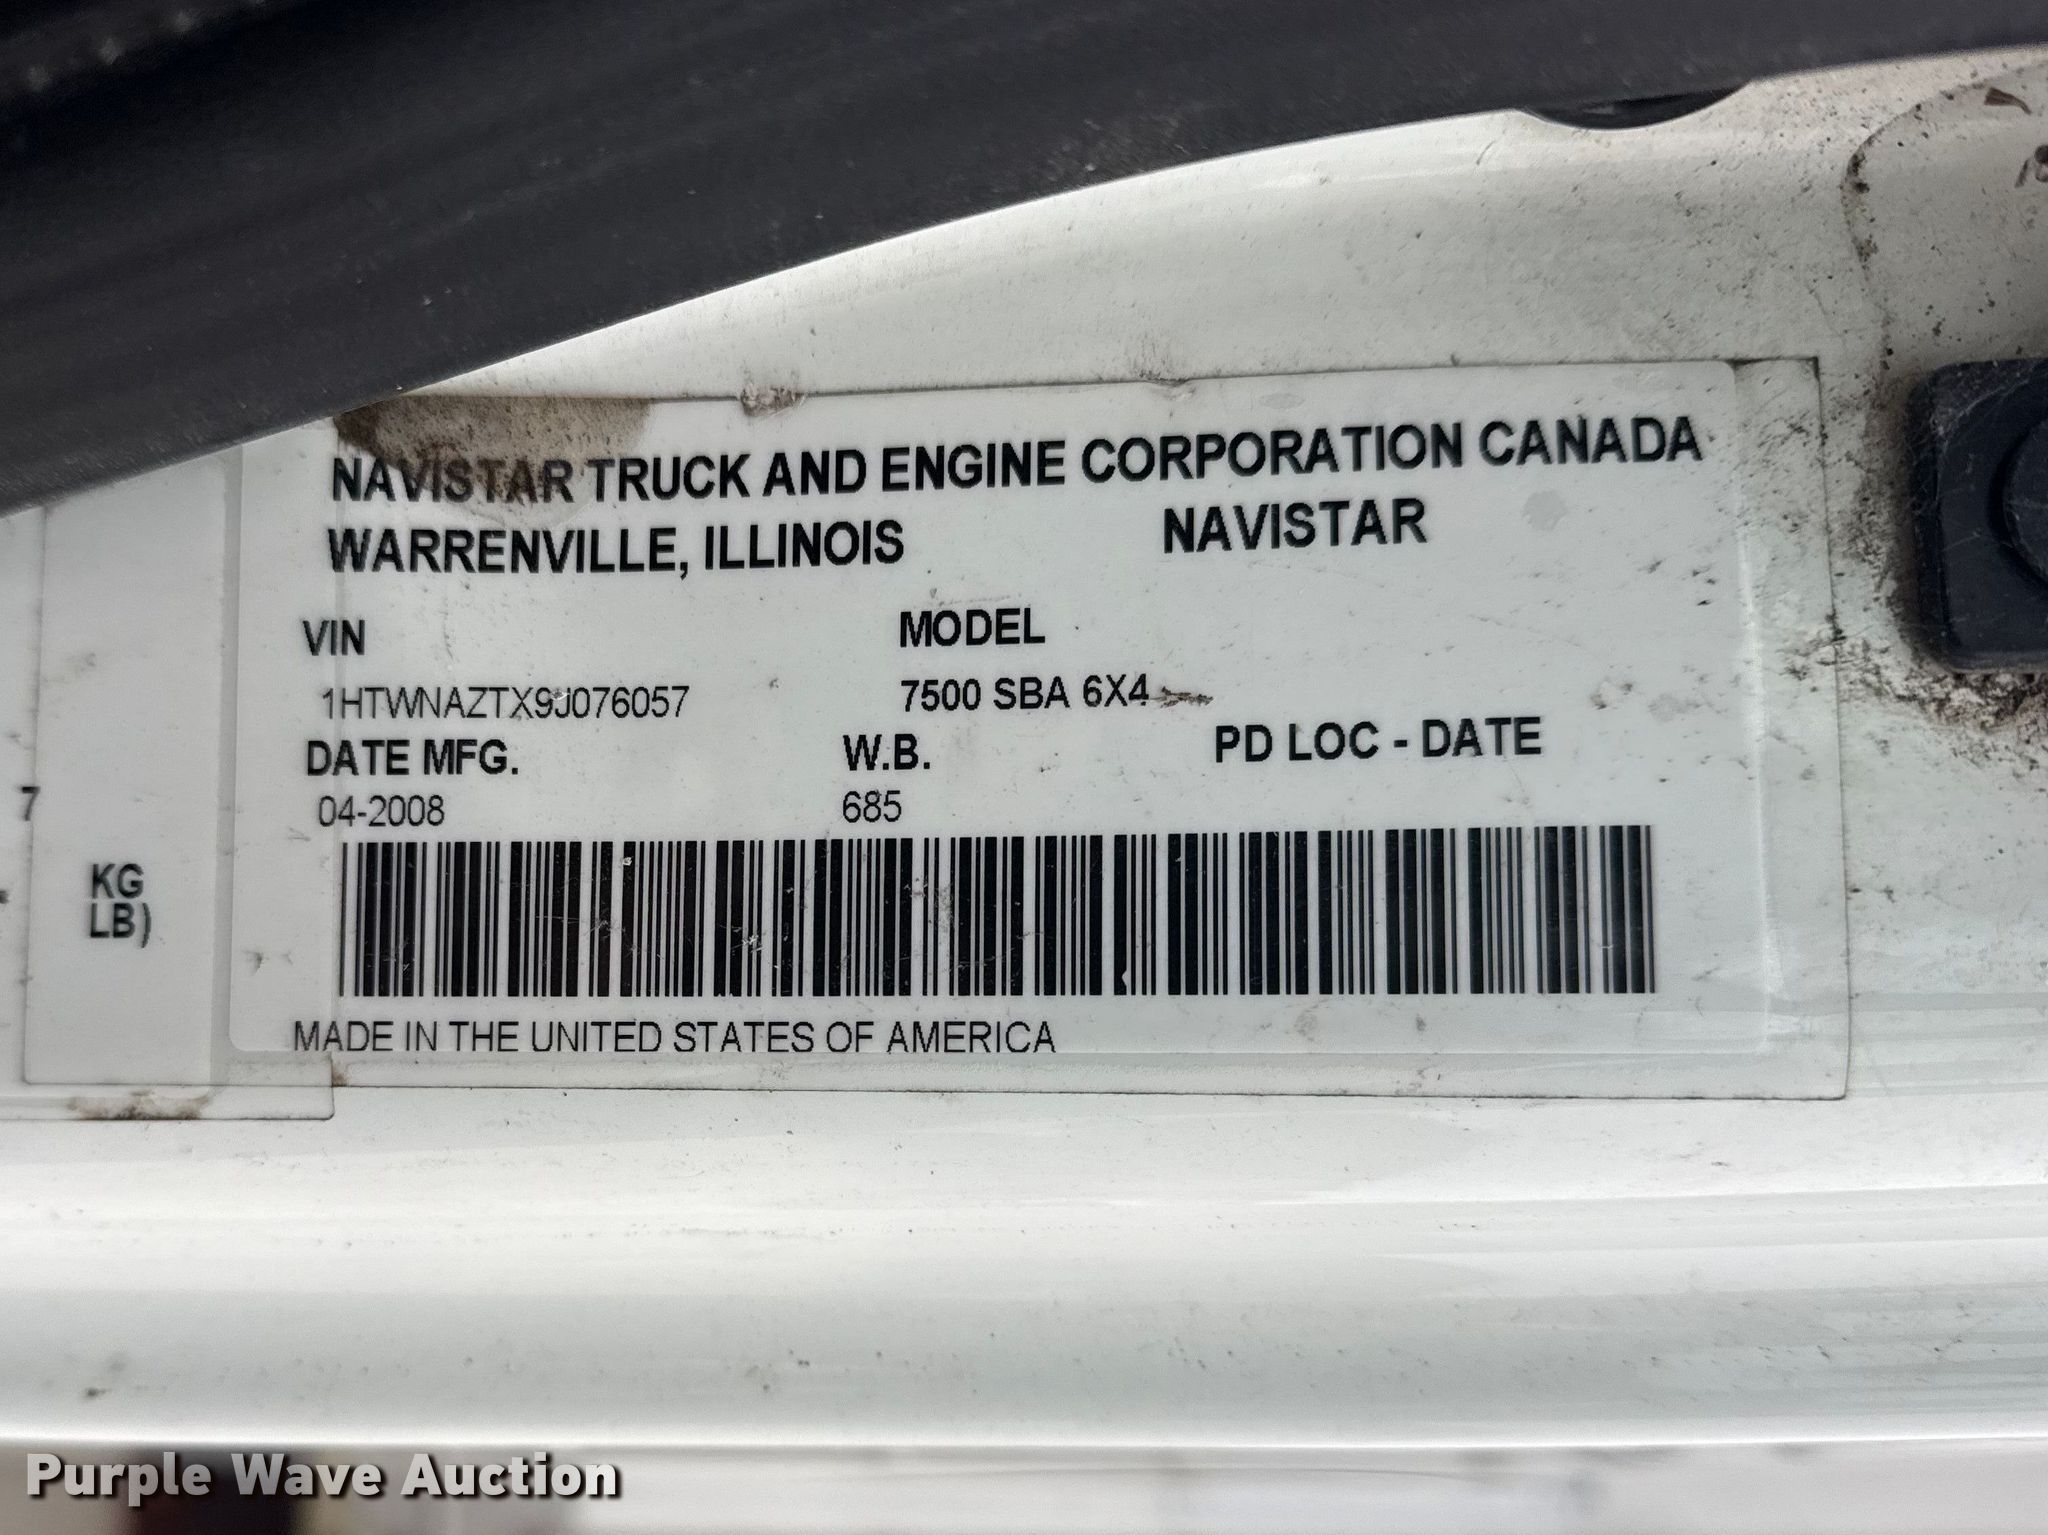 NAVISTAR TRUCK AND ENGINE CORPORATION CANADA
WARRENVILLE, ILLINOIS NAVISTAR
VIN MODEL
1HTWNAZTX9J076057 7500 SBA 6X4
DATE MFG. W.B. PD LOC - DATE
04-2008 685
7
KG
LB)
MADE IN THE UNITED STATES OF AMERICA
Purple Wave Auction